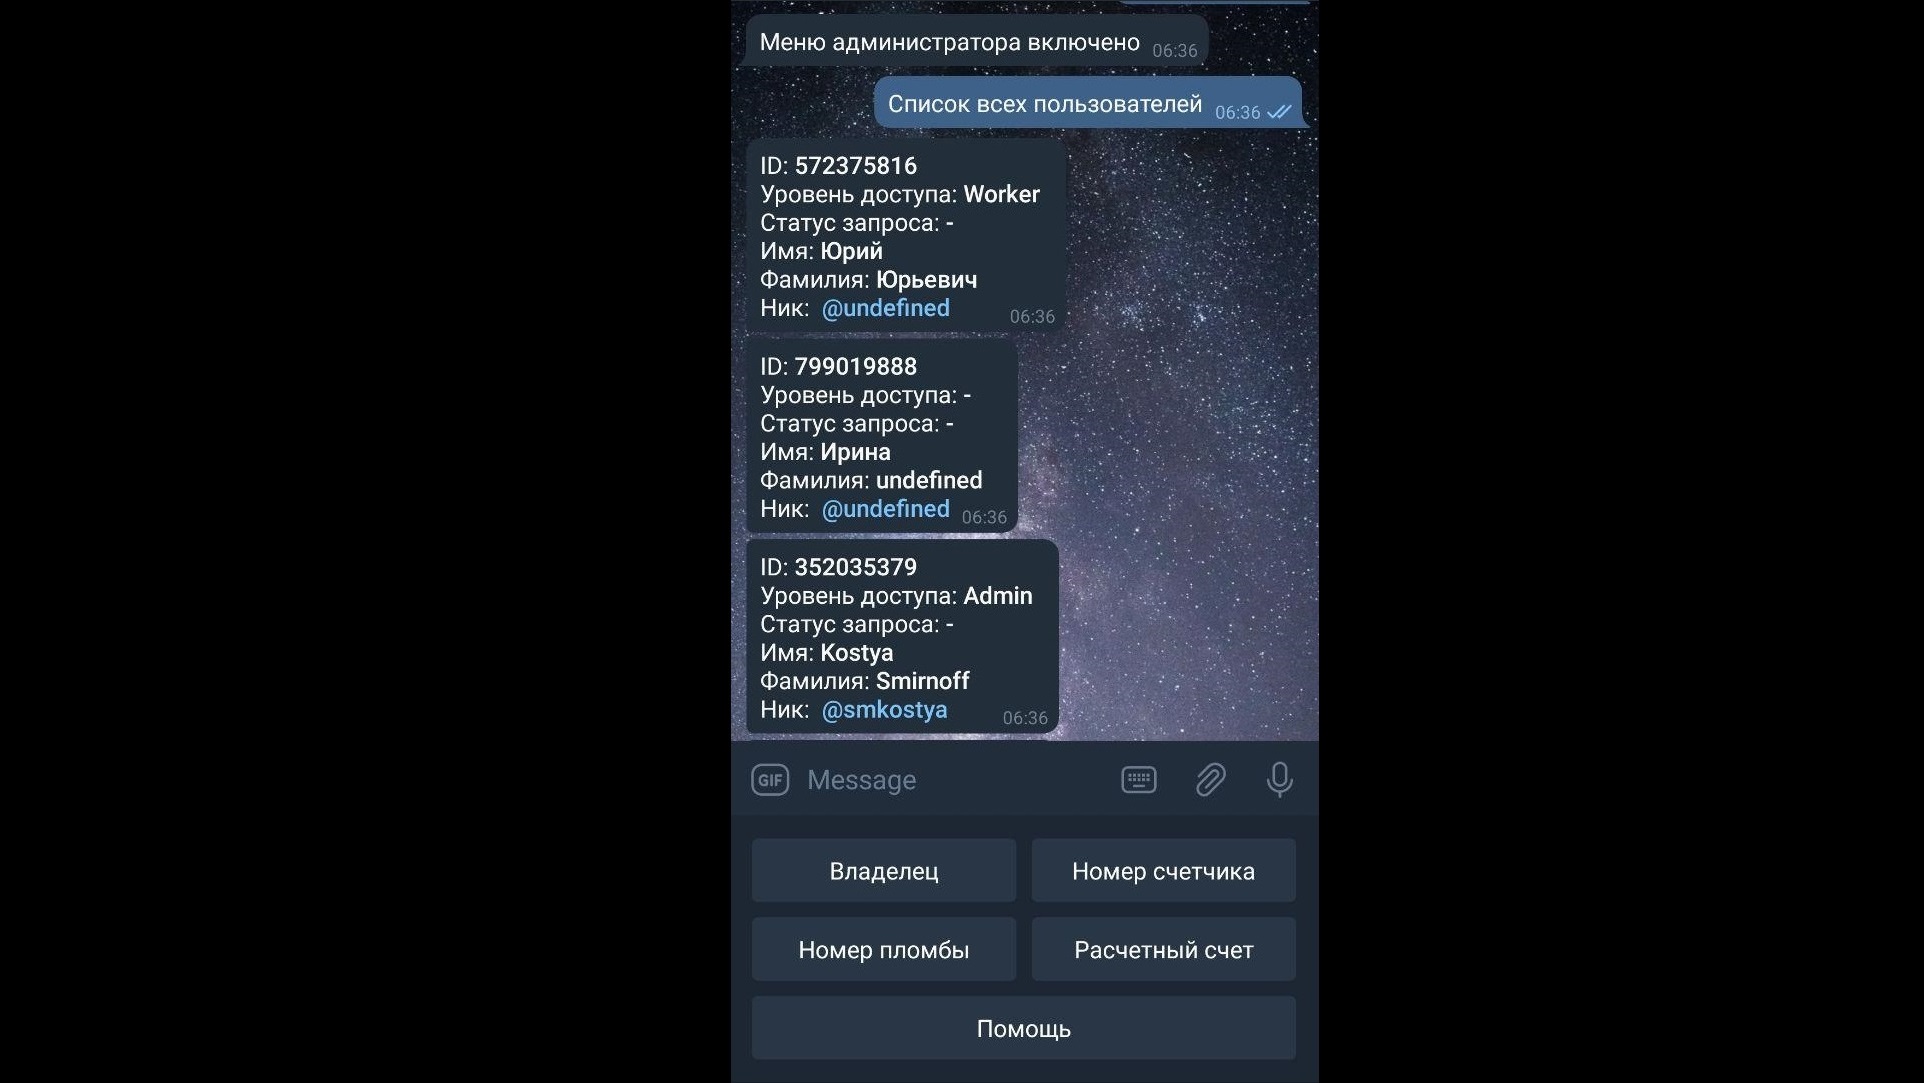 Меню администратора включено 06:36
Список всех пользователей 06:36
ID: 572375816
Уровень доступа: Worker
Статус запроса: -
Имя: Юрий
Фамилия: Юрьевич
Ник: @undefined 06:36
ID: 799019888
Уровень доступа: -
Статус запроса: -
Имя: Ирина
Фамилия: undefined
Ник: @undefined 06:36
ID: 352035379
Уровень доступа: Admin
Статус запроса: -
Имя: Kostya
Фамилия: Smirnoff
Ник: @smkostya 06:36
GIF Message
Владелец Номер счетчика
Номер пломбы Расчетный счет
Помощь